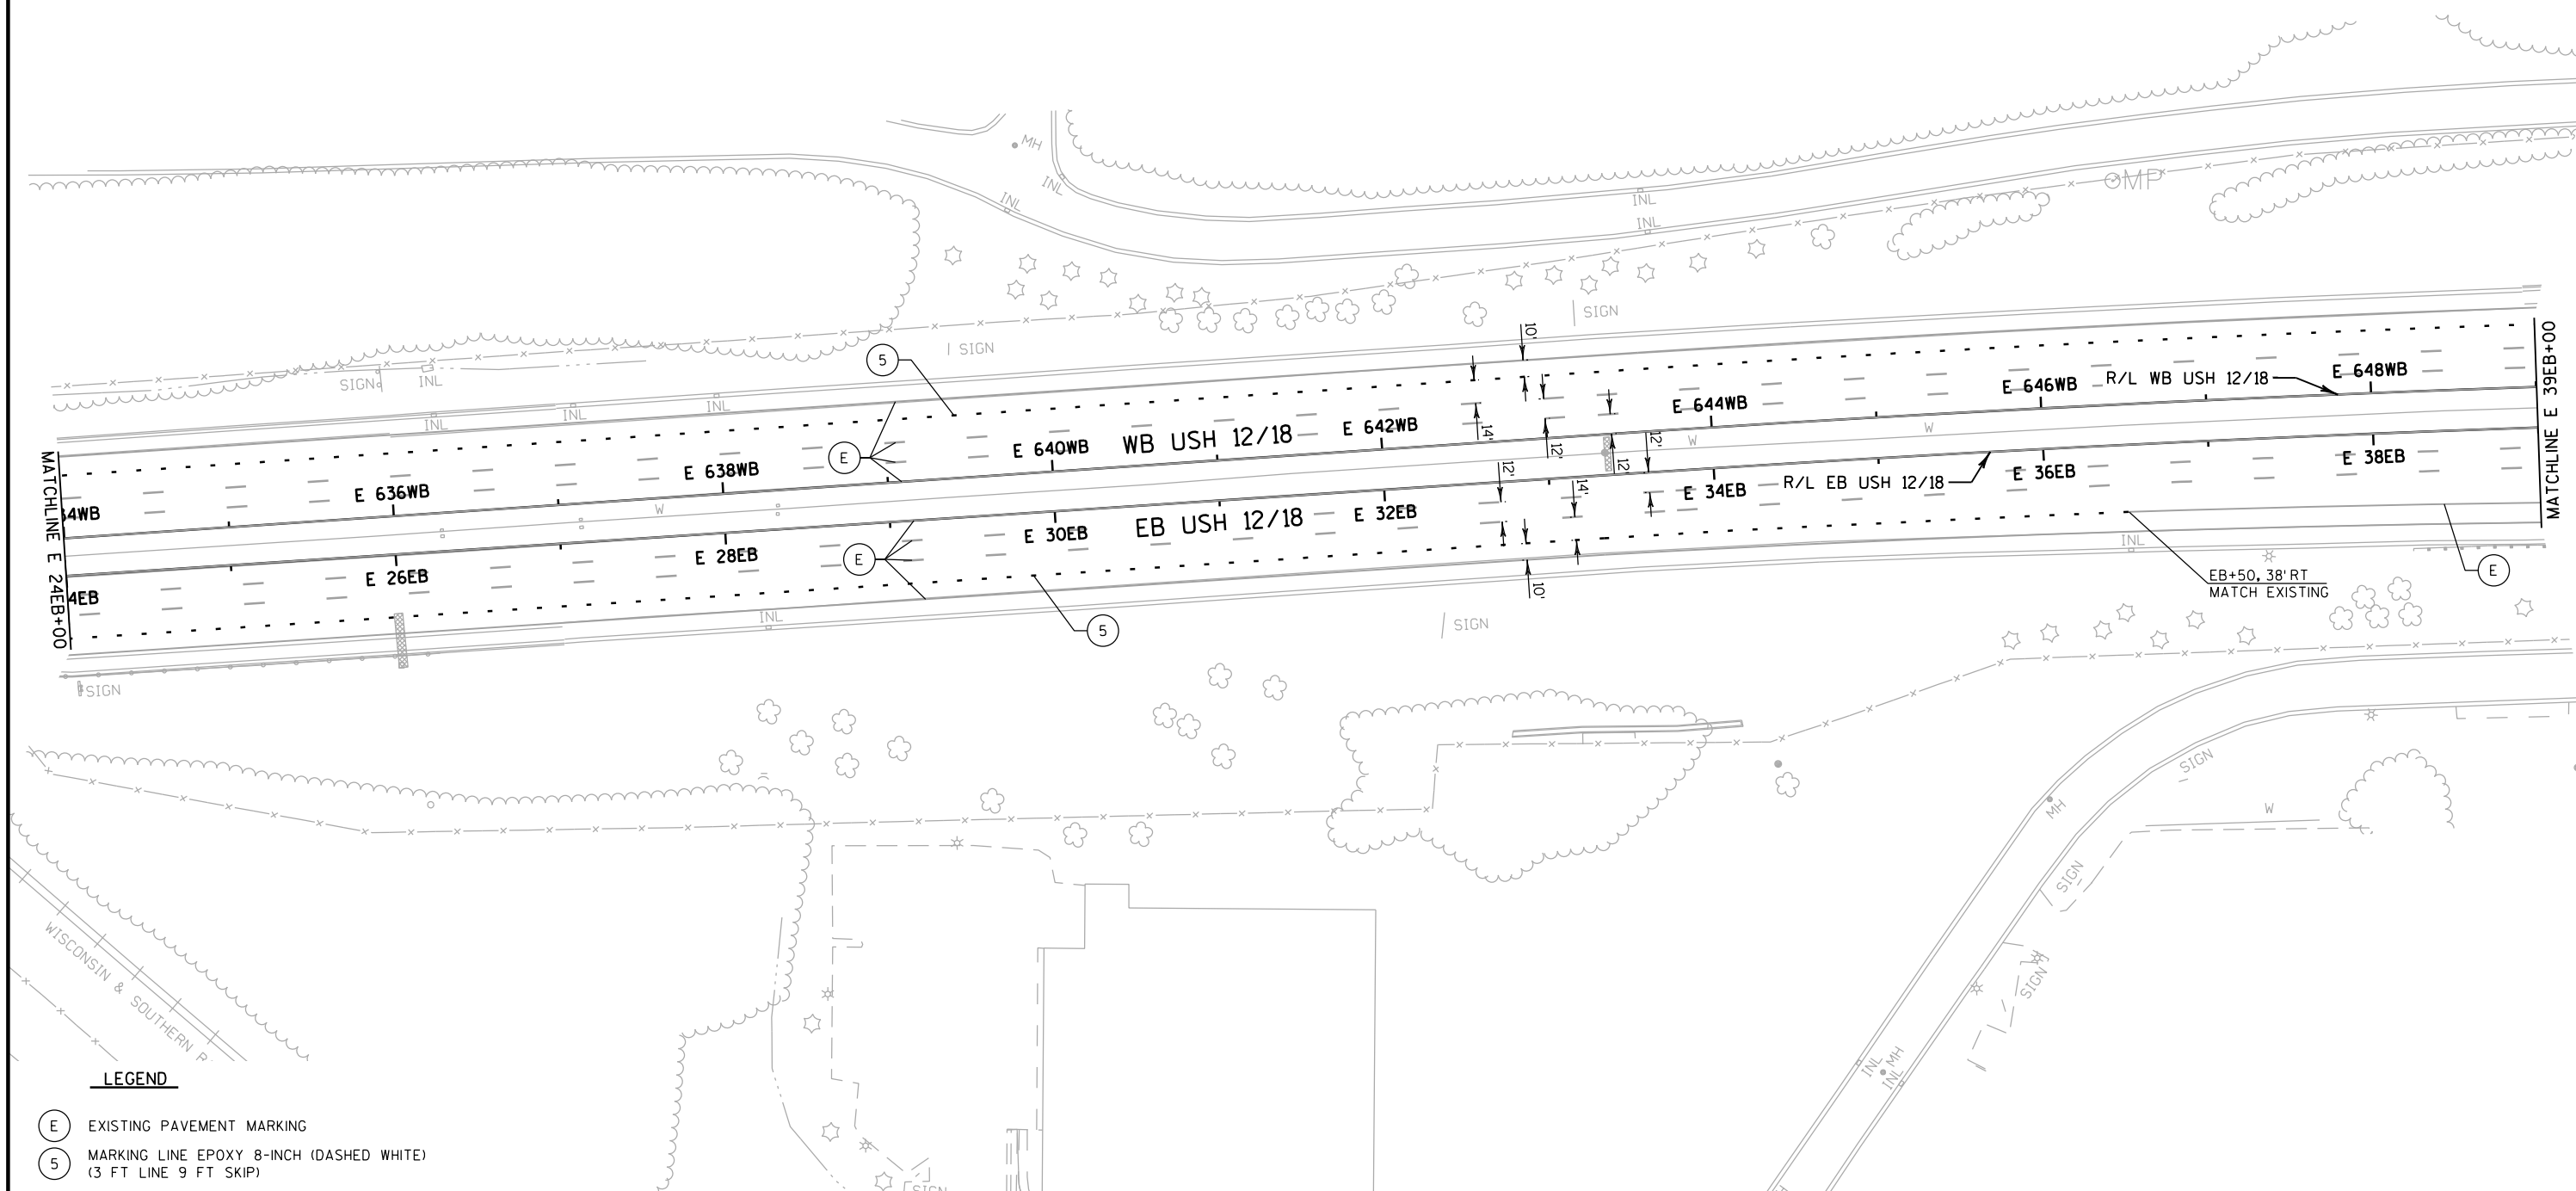 MH
INL
INL
MP
INL
INL
SIGN
SIGN
SIGN
INL
10'
5
R/L WB USH 12/18
E 648WB
E 646WB
E 644WB
MATCHLINE E 39EB+00
INL
INL
INL
14'
12'
12'
12'
W
W
E
WB USH 12/18
E 642WB
E 640WB
E 638WB
E 636WB
MATCHLINE E 24EB+00
4WB
W
12'
14'
R/L EB USH 12/18
E 38EB
E 36EB
E 34EB
E 32EB
EB USH 12/18
E 30EB
E 28EB
E 26EB
4EB
E
INL
E
EB+50, 38' RT
MATCH EXISTING
10'
5
INL
SIGN
SIGN
SIGN
MH
W
SIGN
SIGN
WISCONSIN & SOUTHERN R
INL
MH
INL
LEGEND
E EXISTING PAVEMENT MARKING
5 MARKING LINE EPOXY 8-INCH (DASHED WHITE)
(3 FT LINE 9 FT SKIP)
SIGN